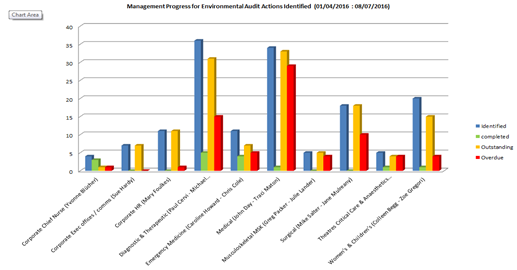 Management Progress for Environmental Audit Actions Identified (01/04/2016 : 08/07/2016)
Chart Area
40
35
30
25
20
15
10
5
0
Identified
completed
Outstanding
Overdue
Corporate Chief Nurse (Yvonne Blücher)
Corporate Exec offices / comms (Sue Hardy)
Corporate HR (Mary Foulkes)
Diagnostic & Therapeutic (Paul Cervi - Michael...
Emergency Medicine (Caroline Howard - Chris Cole)
Medical (John Day - Traci Maton)
Musculoskeletal MSK (Greg Packer - Julie Lander)
Surgical (Mike Salter - Jane Mulreany)
Theatres Critical Care & Anaesthetics...
Women's & Children's (Colleen Begg - Zoe Gregori)